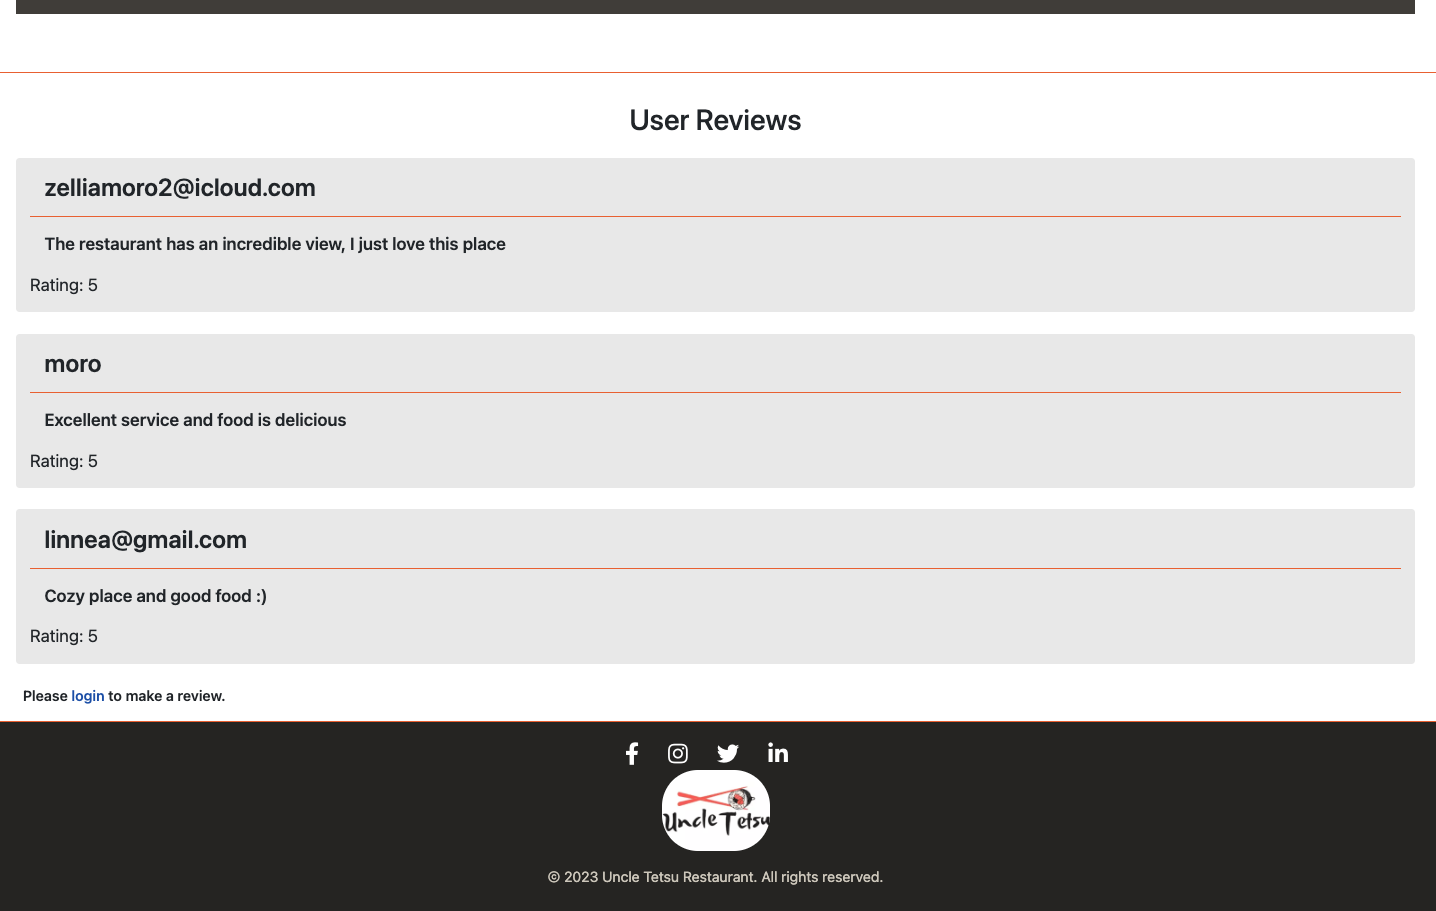 User Reviews
zelliamoro2@icloud.com
The restaurant has an incredible view, I just love this place
Rating: 5
moro
Excellent service and food is delicious
Rating: 5
linnea@gmail.com
Cozy place and good food :)
Rating: 5
Please login to make a review.
Uncle Tetsu
© 2023 Uncle Tetsu Restaurant. All rights reserved.